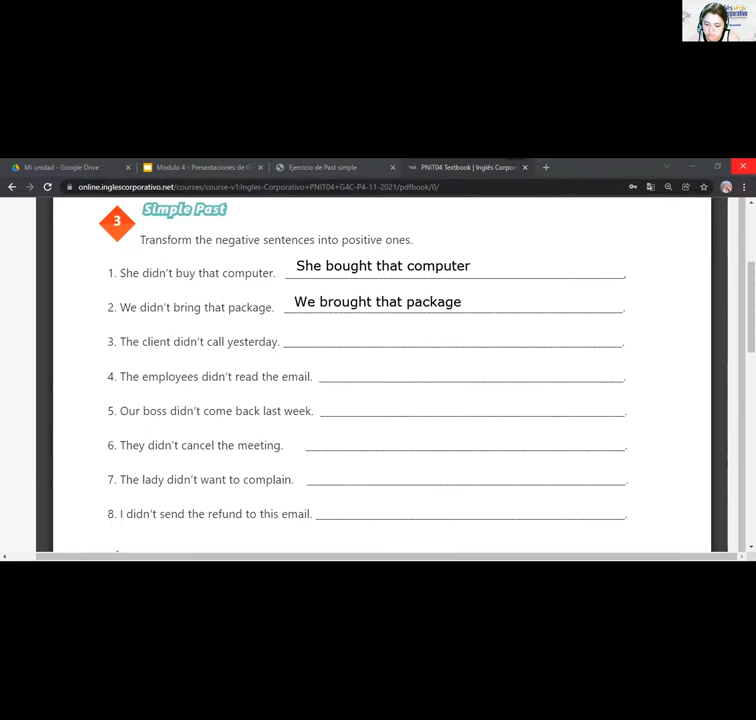 corporativo
Mi unidad - Google Drive
Modulo 4 - Presentaciones de G
Ejercicio de Past simple
PNIT04 Textbook | Inglés Corpor
online.inglescorporativo.net/courses/course-v1:Ingles-Corporativo+PNIT04+G4C-P4-11-2021/pdfbook/0/
3
Simple Past
Transform the negative sentences into positive ones.
1. She didn't buy that computer. She bought that computer
2. We didn't bring that package. We brought that package.
3. The client didn't call yesterday. .
4. The employees didn't read the email. .
5. Our boss didn't come back last week. .
6. They didn't cancel the meeting. .
7. The lady didn't want to complain. .
8. I didn't send the refund to this email. .